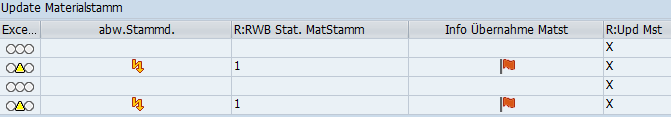 Update Materialstamm
Exce... abw.Stammd. R:RWB Stat. MatStamm Info Übernahme Matst R:Upd Mst
X
1 X
X
1 X